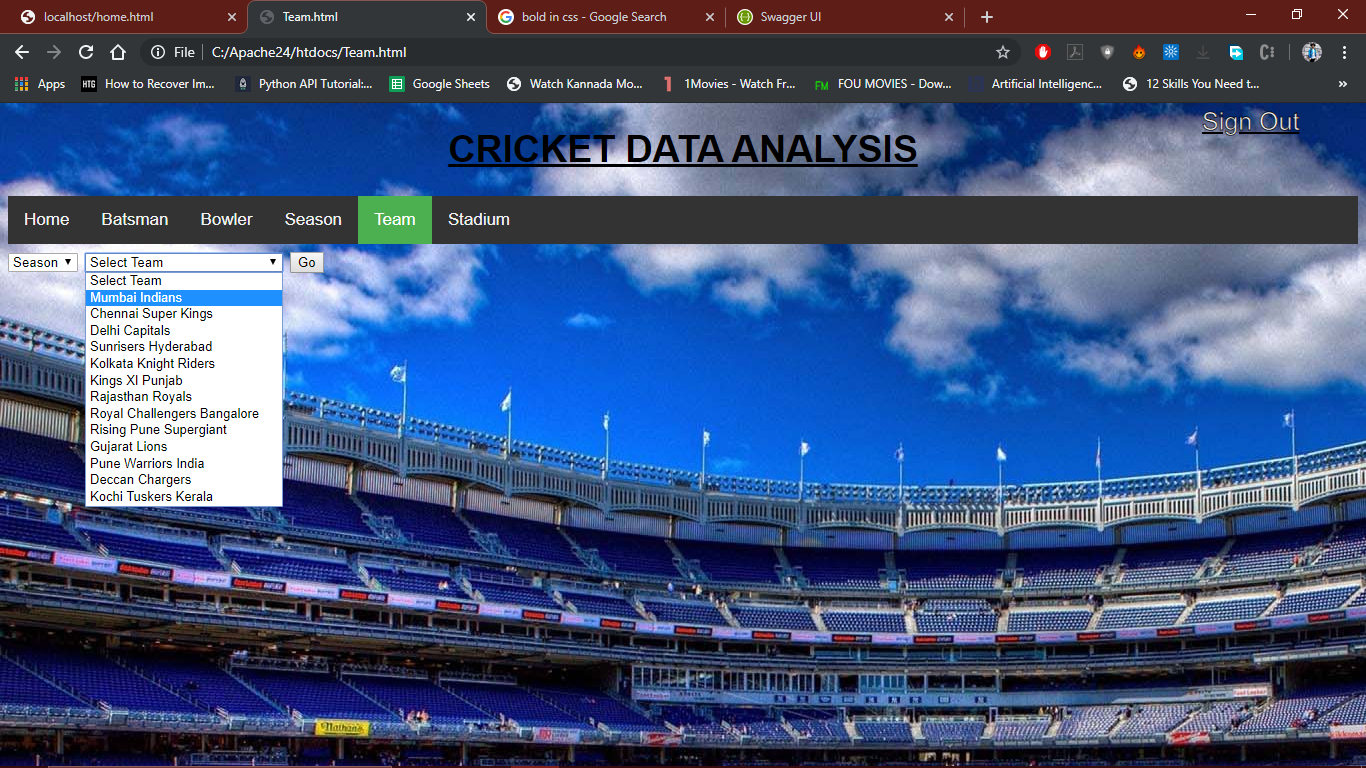 localhost/home.html
Team.html
bold in css - Google Search
Swagger UI
File
C:/Apache24/htdocs/Team.html
Apps
HTG
How to Recover Im...
Python API Tutorial:...
Google Sheets
Watch Kannada Mo...
1Movies - Watch Fr...
FM
FOU MOVIES - Dow...
Artificial Intelligenc...
12 Skills You Need t...
»
Sign Out
CRICKET DATA ANALYSIS
Home Batsman Bowler Season Team Stadium
Season Select Team Go
Select Team
Mumbai Indians
Chennai Super Kings
Delhi Capitals
Sunrisers Hyderabad
Kolkata Knight Riders
Kings XI Punjab
Rajasthan Royals
Royal Challengers Bangalore
Rising Pune Supergiant
Gujarat Lions
Pune Warriors India
Deccan Chargers
Kochi Tuskers Kerala
Nathan's